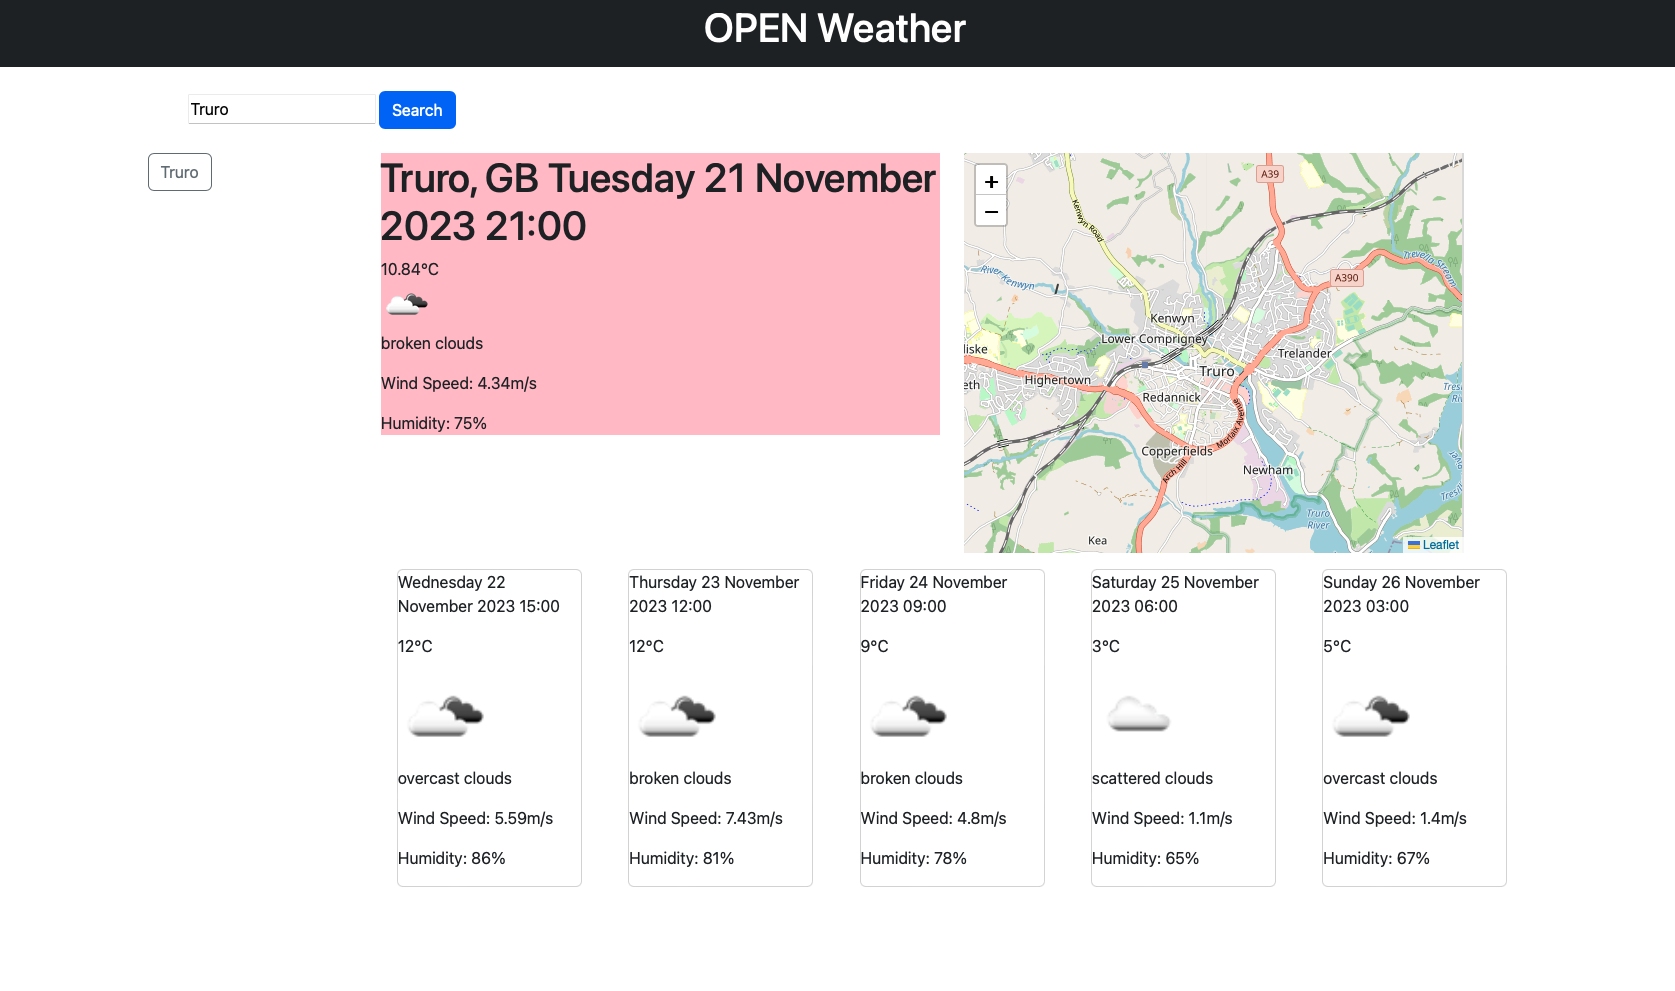 OPEN Weather
Truro
Search
Truro
Truro, GB Tuesday 21 November
2023 21:00
10.84°C
broken clouds
Wind Speed: 4.34m/s
Humidity: 75%
+
−
A39
Kenwyn Road
A390
Trevella Stream
River Kenwyn
Kenwyn
Lower Comprigney
liske
Trelander
eth
Highertown
Truro
Redannick
Copperfields
Newham
Truro
River
Kea
Leaflet
Wednesday 22
November 2023 15:00
12°C
overcast clouds
Wind Speed: 5.59m/s
Humidity: 86%
Thursday 23 November
2023 12:00
12°C
broken clouds
Wind Speed: 7.43m/s
Humidity: 81%
Friday 24 November
2023 09:00
9°C
broken clouds
Wind Speed: 4.8m/s
Humidity: 78%
Saturday 25 November
2023 06:00
3°C
scattered clouds
Wind Speed: 1.1m/s
Humidity: 65%
Sunday 26 November
2023 03:00
5°C
overcast clouds
Wind Speed: 1.4m/s
Humidity: 67%